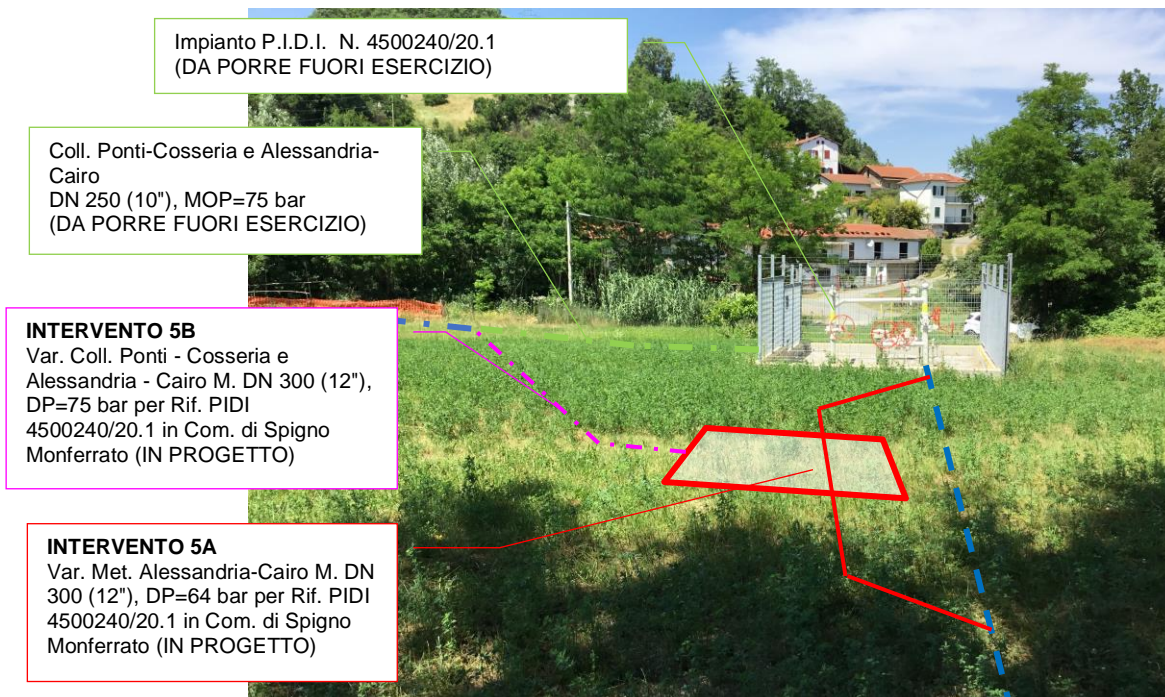 Impianto P.I.D.I. N. 4500240/20.1
(DA PORRE FUORI ESERCIZIO)
Coll. Ponti-Cosseria e Alessandria-
Cairo
DN 250 (10"), MOP=75 bar
(DA PORRE FUORI ESERCIZIO)
INTERVENTO 5B
Var. Coll. Ponti - Cosseria e
Alessandria - Cairo M. DN 300 (12"),
DP=75 bar per Rif. PIDI
4500240/20.1 in Com. di Spigno
Monferrato (IN PROGETTO)
INTERVENTO 5A
Var. Met. Alessandria-Cairo M. DN
300 (12"), DP=64 bar per Rif. PIDI
4500240/20.1 in Com. di Spigno
Monferrato (IN PROGETTO)